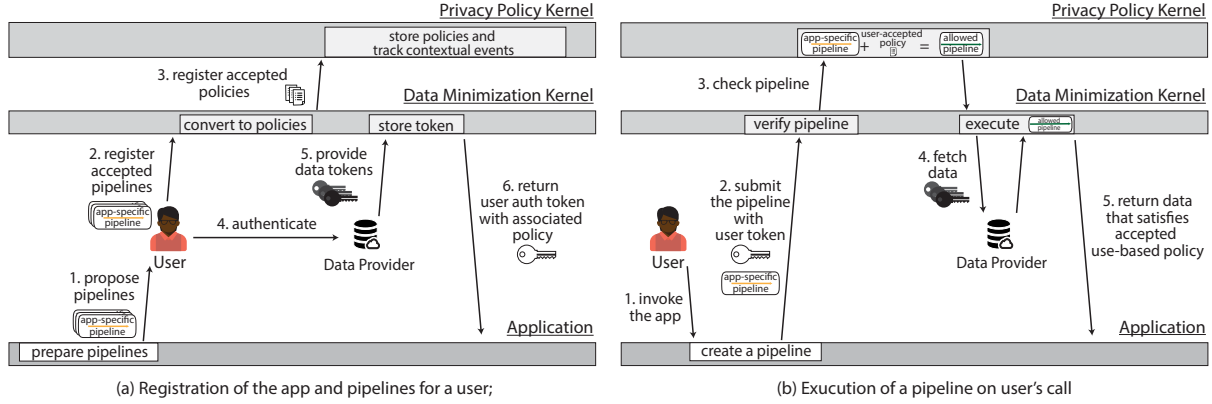 Privacy Policy Kernel
store policies and
track contextual events
3. register accepted
policies
Data Minimization Kernel
convert to policies
store token
2. register
accepted
pipelines
app-specific
pipeline
5. provide
data tokens
4. authenticate
User
Data Provider
6. return
user auth token
with associated
policy
1. propose
pipelines
app-specific
pipeline
Application
prepare pipelines
(a) Registration of the app and pipelines for a user;
Privacy Policy Kernel
app-specific
pipeline
+
user-accepted
policy
=
allowed
pipeline
3. check pipeline
Data Minimization Kernel
verify pipeline
execute
allowed
pipeline
4. fetch
data
2. submit
the pipeline
with
user token
app-specific
pipeline
User
Data Provider
5. return data
that satisfies
accepted
use-based policy
1. invoke
the app
Application
create a pipeline
(b) Exucution of a pipeline on user's call